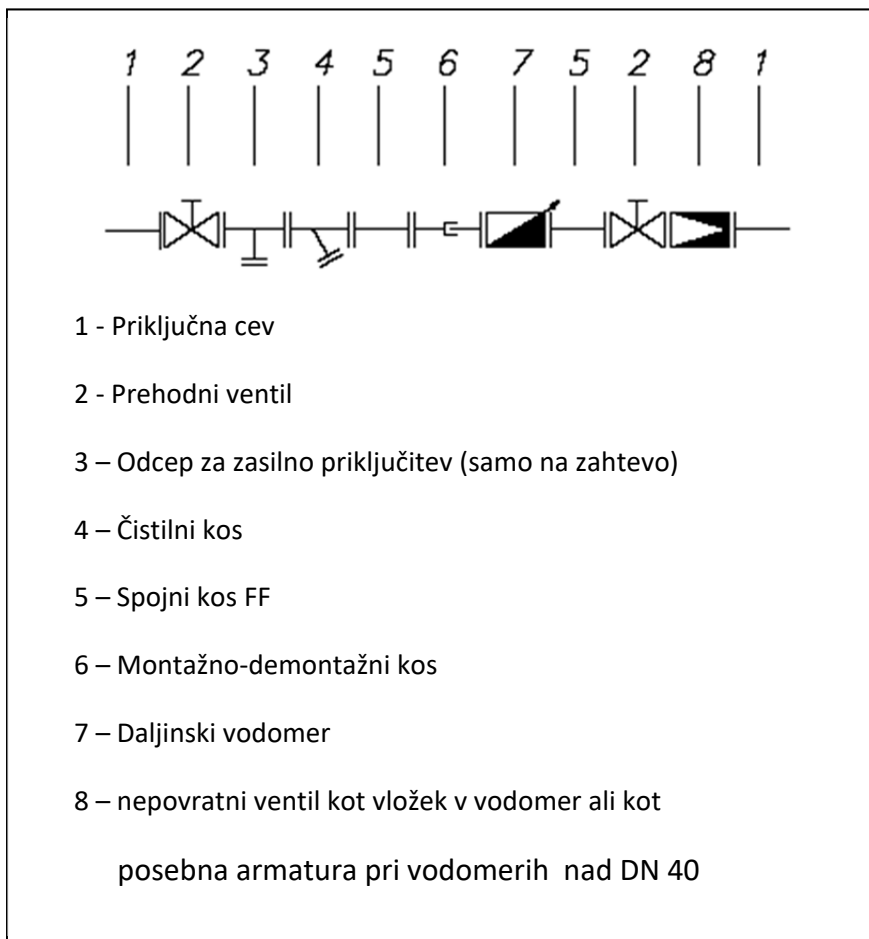 1 2 3 4 5 6 7 5 2 8 1
1 - Priključna cev
2 - Prehodni ventil
3 – Odcep za zasilno priključitev (samo na zahtevo)
4 – Čistilni kos
5 – Spojni kos FF
6 – Montažno-demontažni kos
7 – Daljinski vodomer
8 – nepovratni ventil kot vložek v vodomer ali kot
posebna armatura pri vodomerih nad DN 40